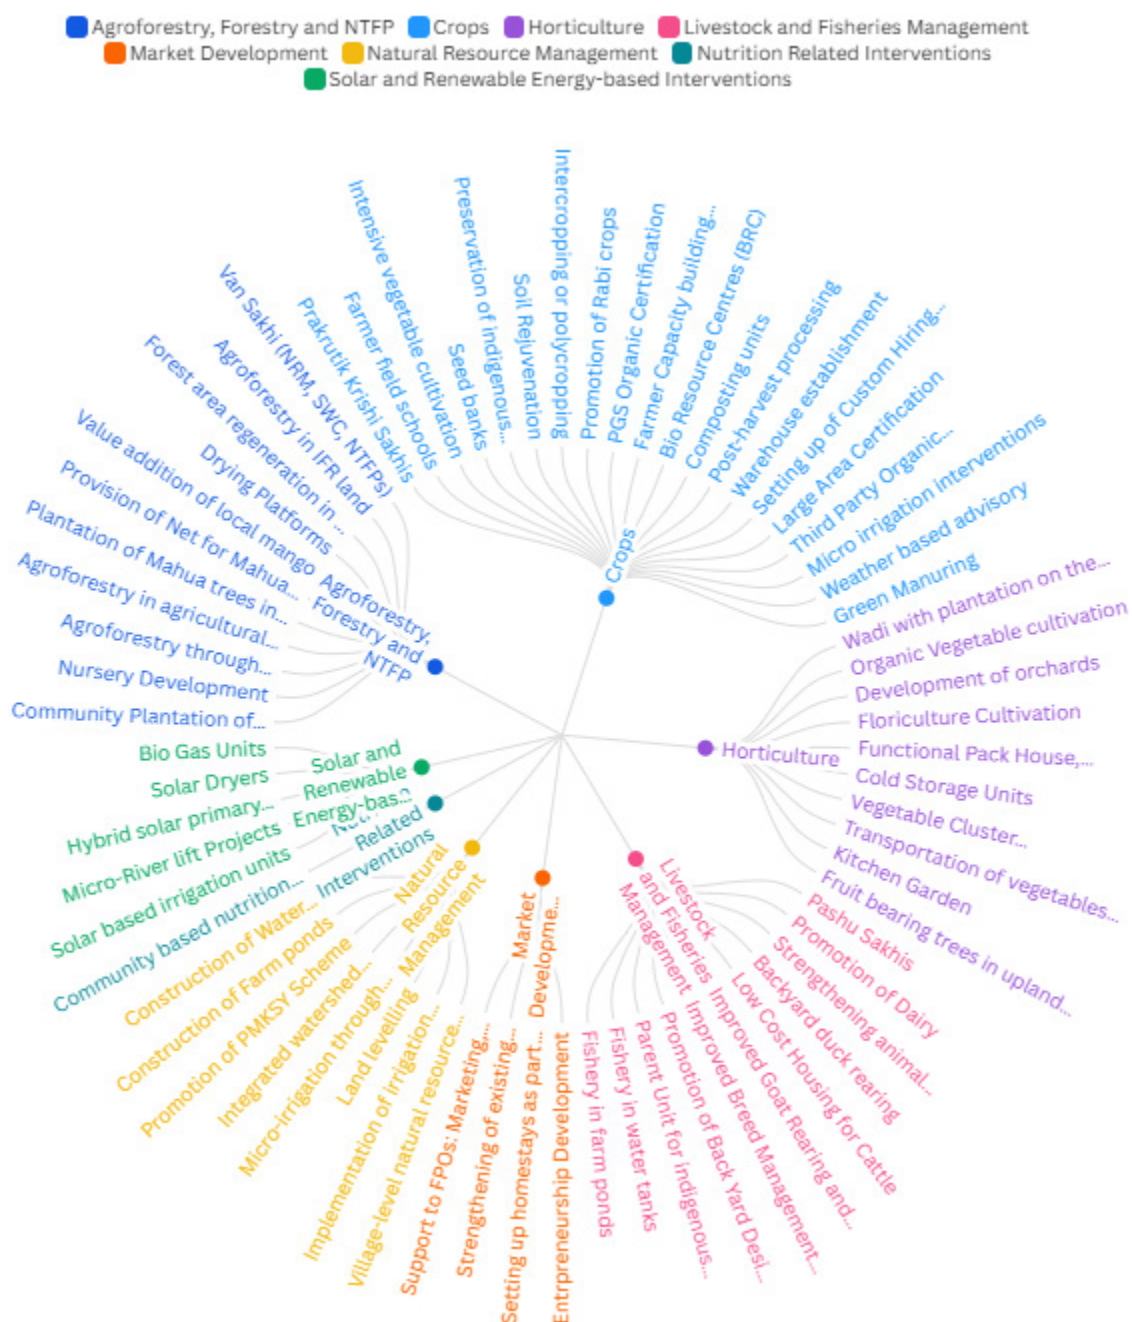 Agroforestry, Forestry and NTFP
Crops
Horticulture
Livestock and Fisheries Management
Market Development
Natural Resource Management
Nutrition Related Interventions
Solar and Renewable Energy-based Interventions
Agroforestry,
Forestry and
NTFP
Van Sakhi (NRM, SWC, NTFPs)
Agroforestry in IFR land
Forest area regeneration in...
Drying Platforms
Value addition of local mango
Provision of Net for Mahua...
Plantation of Mahua trees in...
Agroforestry in agricultural...
Agroforestry through...
Nursery Development
Community Plantation of...
Crops
Prakrutik Krishi Sakhis
Farmer field schools
Intensive vegetable cultivation
Seed banks
Preservation of indigenous...
Soil Rejuvenation
Intercropping or polycropping
Promotion of Rabi crops
PGS Organic Certification
Farmer Capacity building...
Bio Resource Centres (BRC)
Composting units
Post-harvest processing
Warehouse establishment
Setting up of Custom Hiring...
Large Area Certification
Third Party Organic...
Micro irrigation interventions
Weather based advisory
Green Manuring
Horticulture
Wadi with plantation on the...
Organic Vegetable cultivation
Development of orchards
Floriculture Cultivation
Functional Pack House,...
Cold Storage Units
Vegetable Cluster...
Transportation of vegetables...
Kitchen Garden
Fruit bearing trees in upland...
Livestock
and Fisheries
Management
Pashu Sakhis
Promotion of Dairy
Strengthening animal...
Backyard duck rearing
Low Cost Housing for Cattle
Improved Goat Rearing and...
Improved Breed Management...
Promotion of Back Yard Desi...
Parent Unit for indigenous...
Fishery in water tanks
Fishery in farm ponds
Market
Developme...
Entrpreneurship Development
Setting up homestays as part...
Strengthening of existing...
Support to FPOs: Marketing,...
Natural
Resource
Management
Village-level natural resource...
Implementation of irrigation...
Land levelling
Micro-irrigation through...
Integrated watershed...
Promotion of PMKSY Scheme
Construction of Farm ponds
Construction of Water...
Related
Interventions
Community based nutrition...
Solar and
Renewable
Energy-bas...
Solar based irrigation units
Micro-River lift Projects
Hybrid solar primary...
Solar Dryers
Bio Gas Units